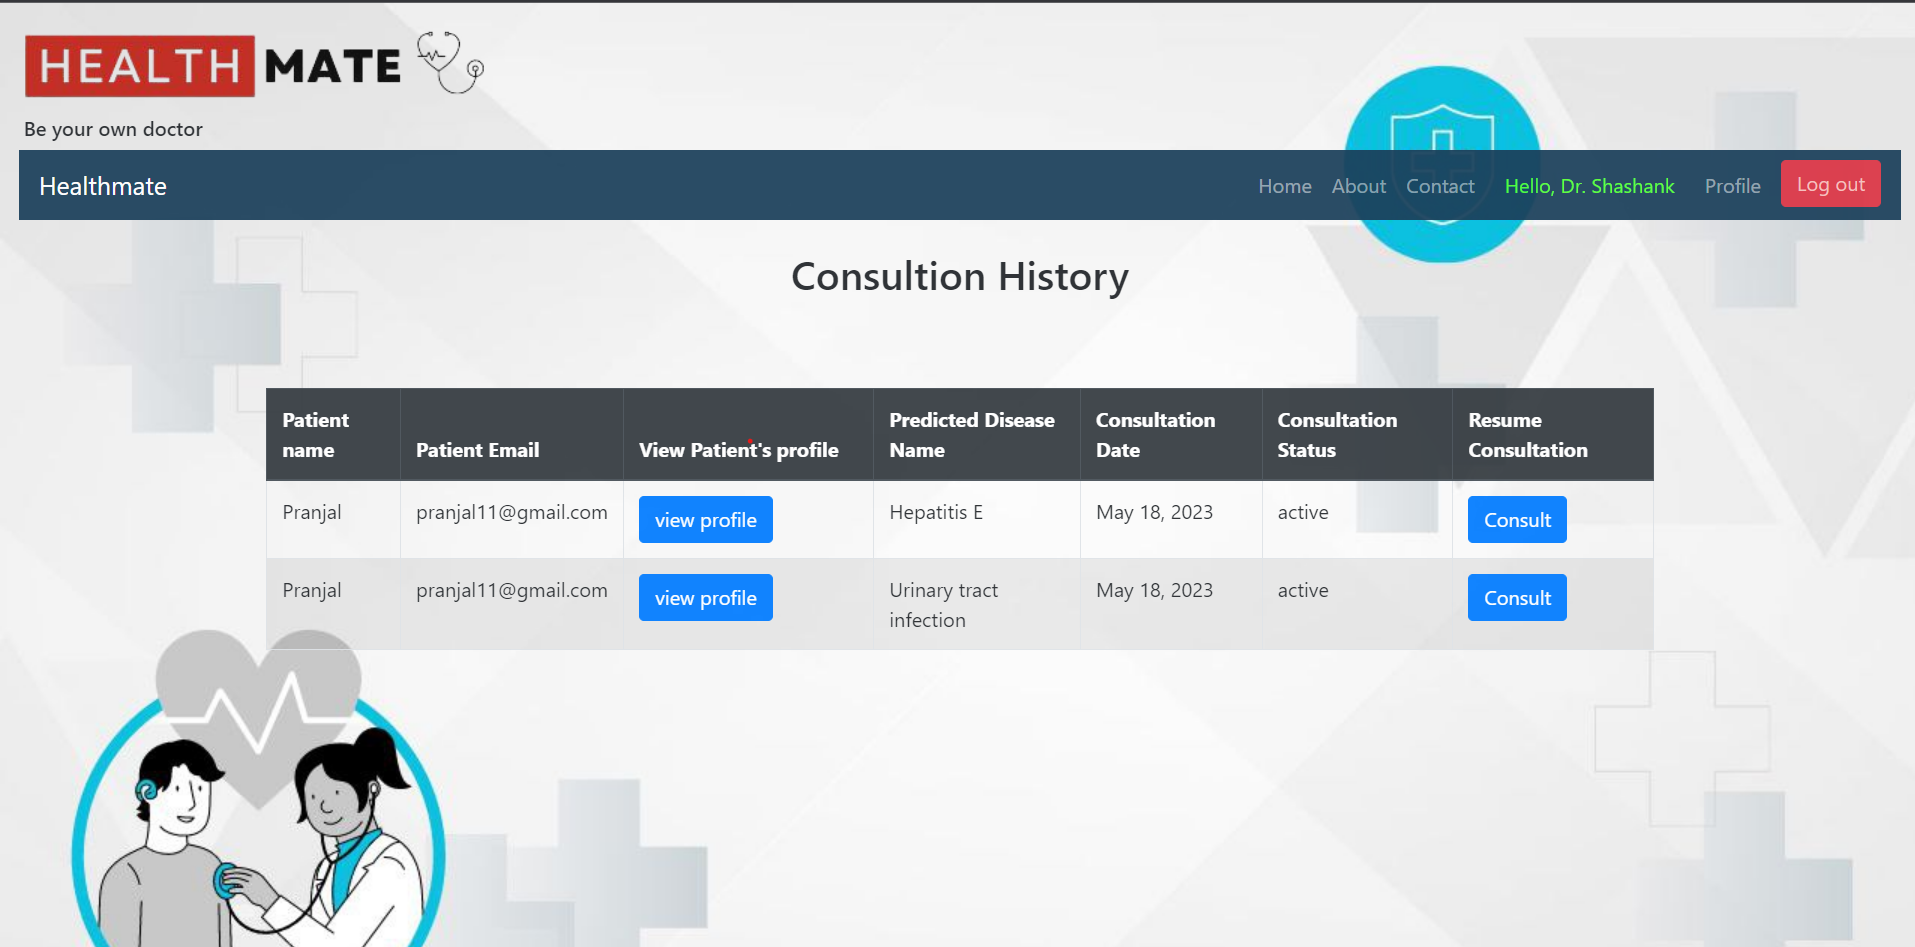 HEALTH MATE
Be your own doctor
Healthmate Home About Contact Hello, Dr. Shashank Profile Log out
Consultion History
Patient name Patient Email View Patient's profile Predicted Disease Name Consultation Date Consultation Status Resume Consultation
Pranjal pranjal11@gmail.com view profile Hepatitis E May 18, 2023 active Consult
Pranjal pranjal11@gmail.com view profile Urinary tract infection May 18, 2023 active Consult